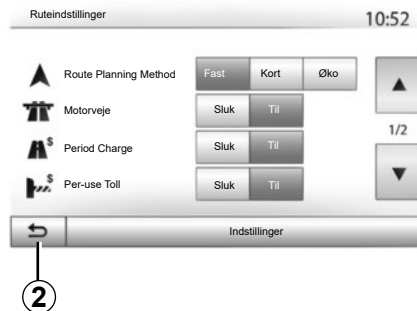 Ruteindstillinger 10:52
Route Planning Method Fast Kort Øko
Motorveje Sluk Til
1/2
$ Period Charge Sluk Til
$ Per-use Toll Sluk Til
Indstillinger
2